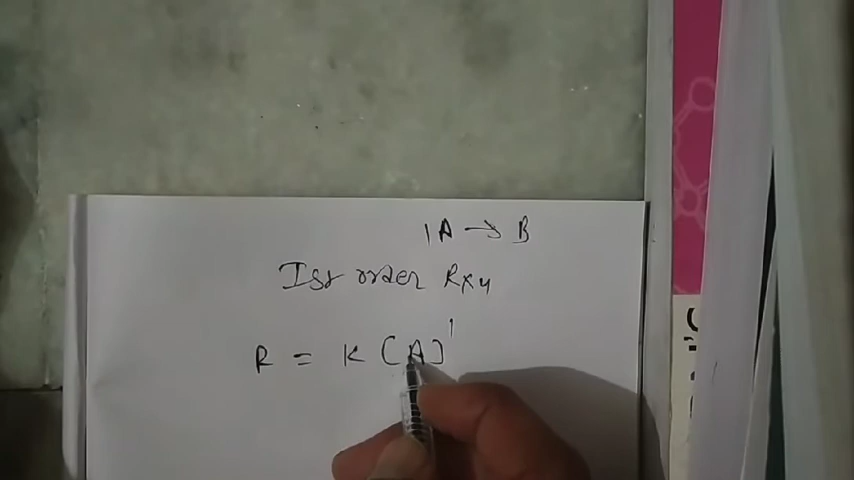 1A → B
Ist order Rxn
R = K [A]¹